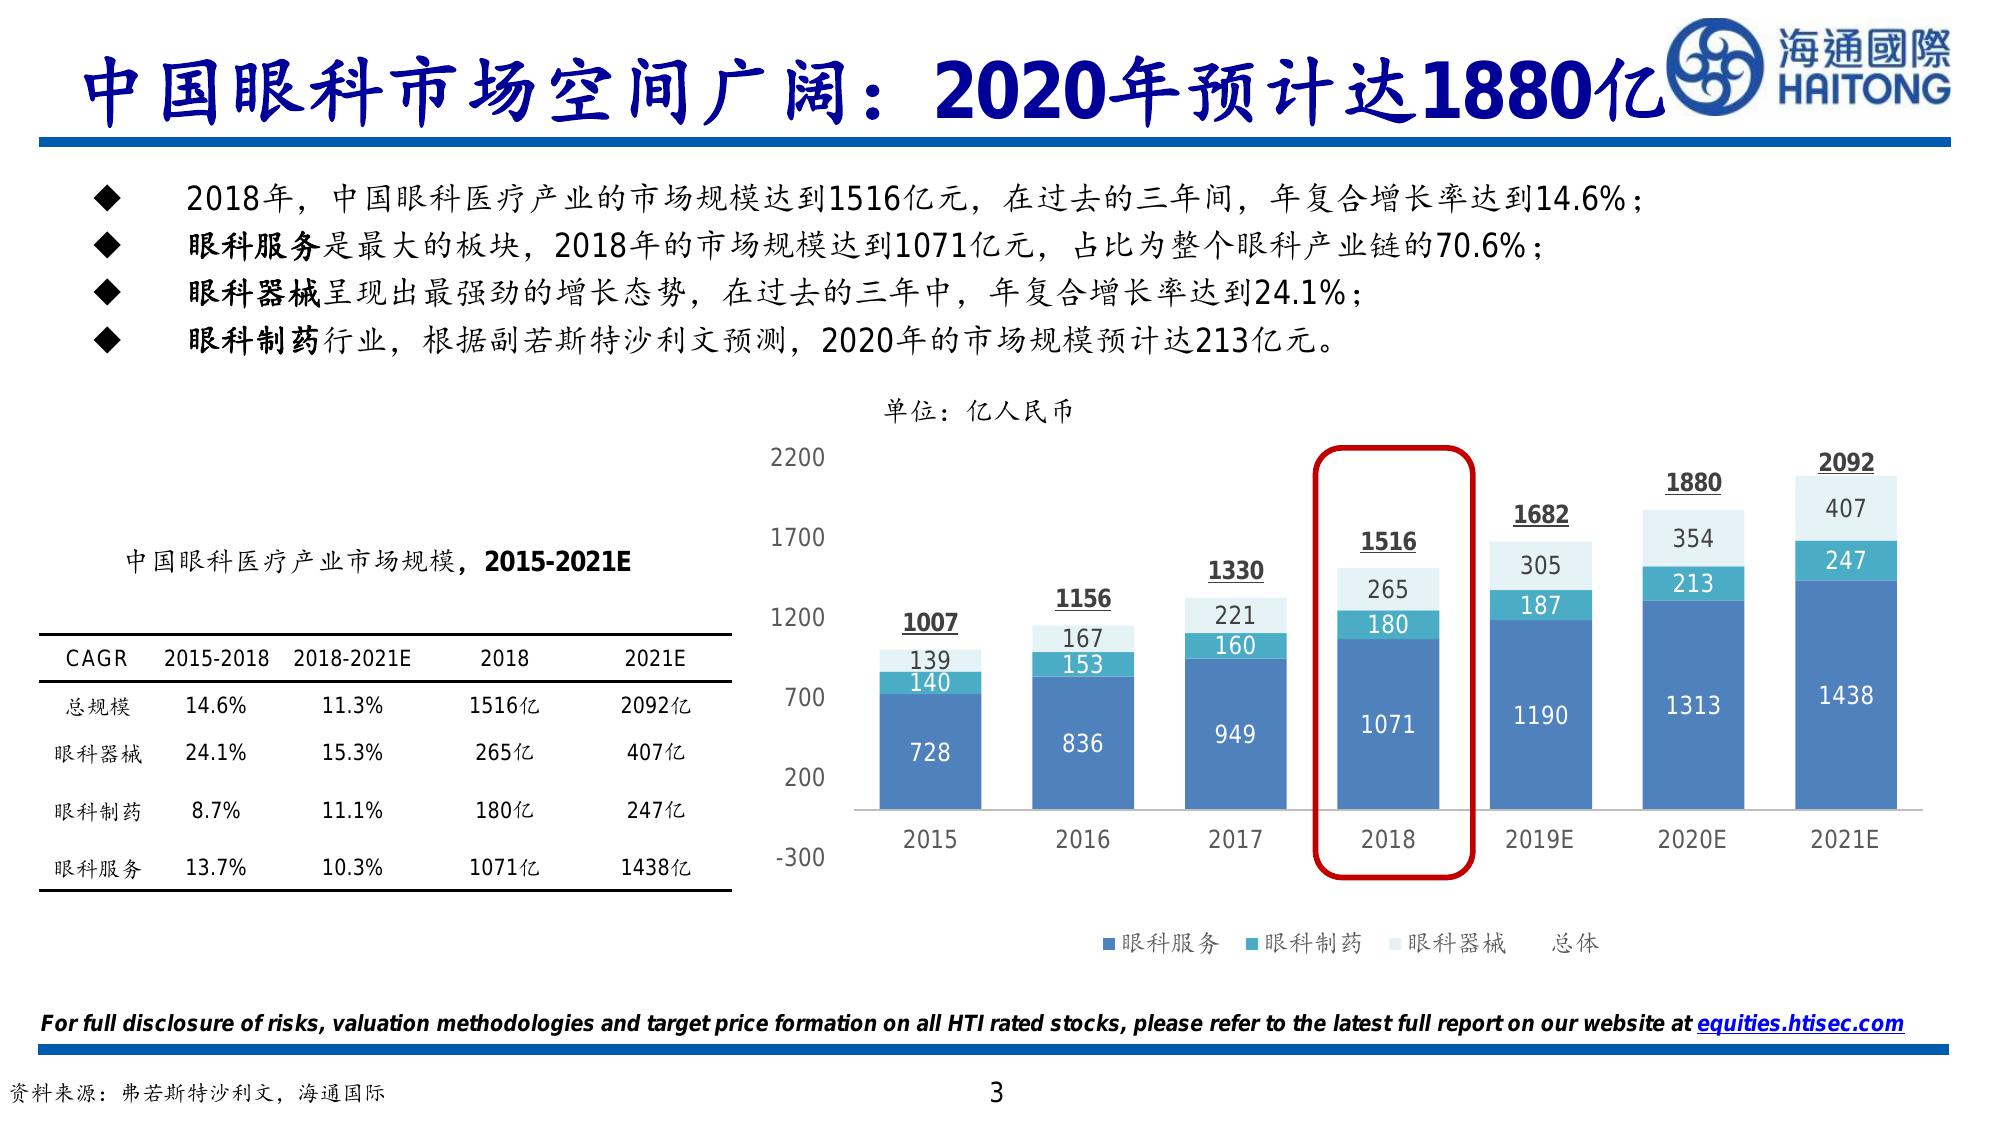 中国眼科市场空间广阔：2020年预计达1880亿
海通國際
HAITONG
◆ 2018年，中国眼科医疗产业的市场规模达到1516亿元，在过去的三年间，年复合增长率达到14.6%；
◆ 眼科服务是最大的板块，2018年的市场规模达到1071亿元，占比为整个眼科产业链的70.6%；
◆ 眼科器械呈现出最强劲的增长态势，在过去的三年中，年复合增长率达到24.1%；
◆ 眼科制药行业，根据副若斯特沙利文预测，2020年的市场规模预计达213亿元。
中国眼科医疗产业市场规模，2015-2021E
CAGR 2015-2018 2018-2021E 2018 2021E
总规模 14.6% 11.3% 1516亿 2092亿
眼科器械 24.1% 15.3% 265亿 407亿
眼科制药 8.7% 11.1% 180亿 247亿
眼科服务 13.7% 10.3% 1071亿 1438亿
单位：亿人民币
2200
1700
1200
700
200
-300
1007 1156 1330 1516 1682 1880 2092
139 167 221 265 305 354 407
140 153 160 180 187 213 247
728 836 949 1071 1190 1313 1438
2015 2016 2017 2018 2019E 2020E 2021E
眼科服务 眼科制药 眼科器械 总体
For full disclosure of risks, valuation methodologies and target price formation on all HTI rated stocks, please refer to the latest full report on our website at equities.htisec.com
资料来源：弗若斯特沙利文，海通国际
3